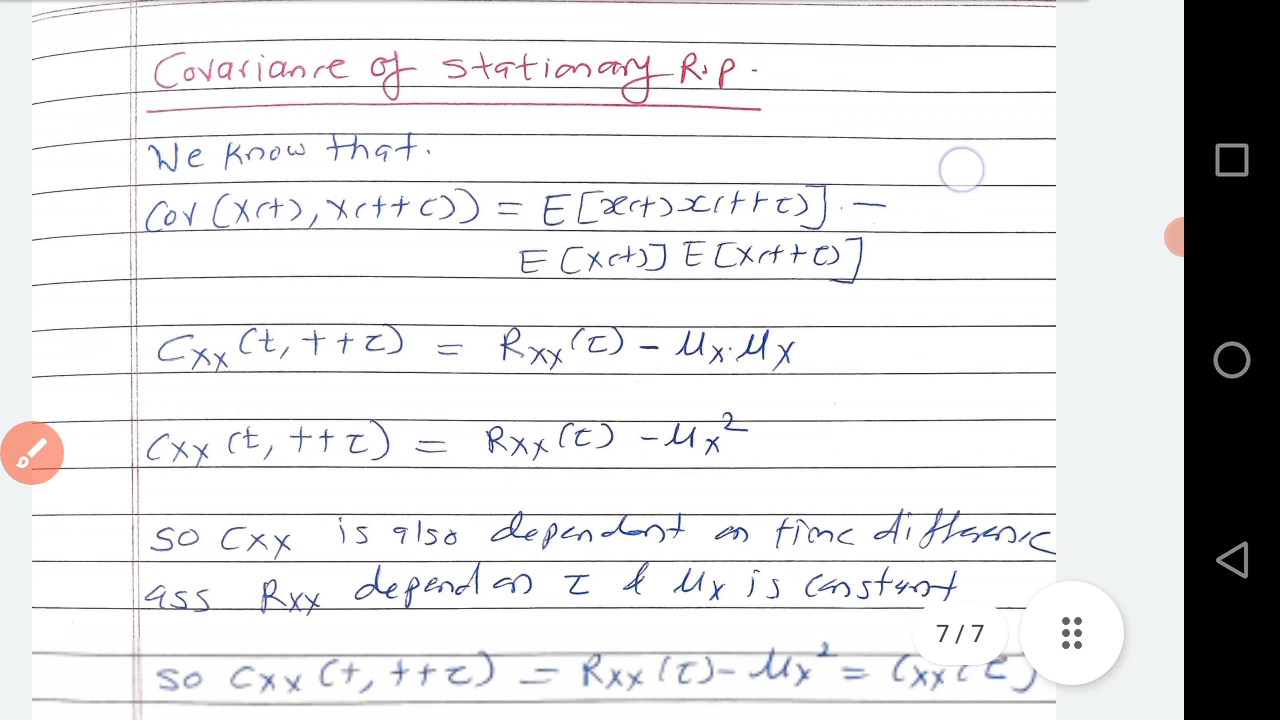 Covariance of stationary R.P.
We know that.
Cov (X(t), X(t+τ)) = E[X(t)X(t+τ)] . —
E[X(t)] E[X(t+τ)]
CXX (t, t+τ) = RXX(τ) - μX.μX
CXX (t, t+τ) = RXX(τ) - μX²
so CXX is also dependent on time difference
ass RXX depend on τ & μX is constant
7/7
so CXX (t, t+τ) = RXX(τ) - μX² = CXX(τ)